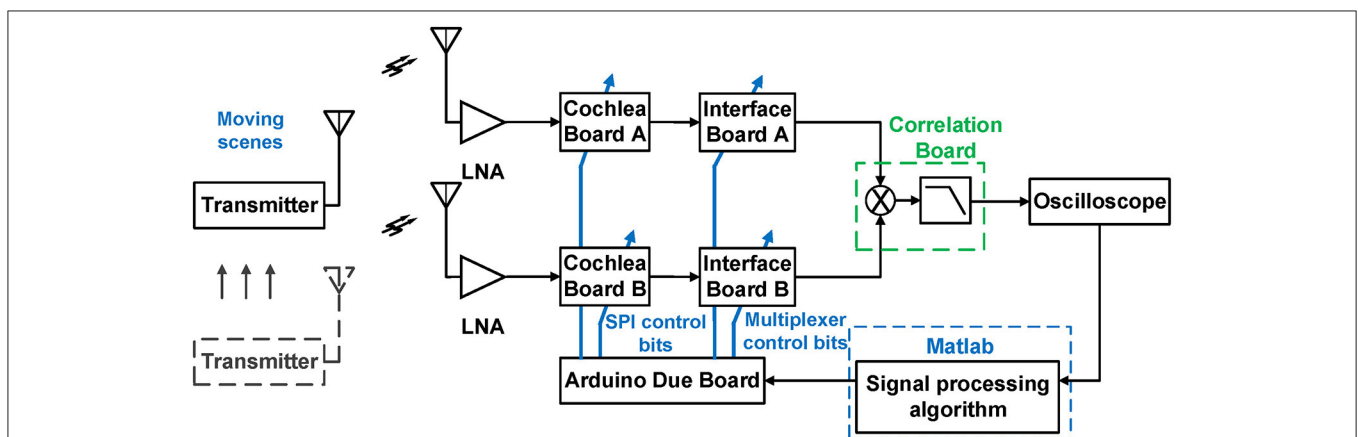 Moving
scenes
Transmitter
Transmitter
LNA
LNA
Cochlea
Board A
Interface
Board A
Cochlea
Board B
Interface
Board B
Correlation
Board
X
Oscilloscope
SPI control
bits
Multiplexer
control bits
Arduino Due Board
Matlab
Signal processing
algorithm